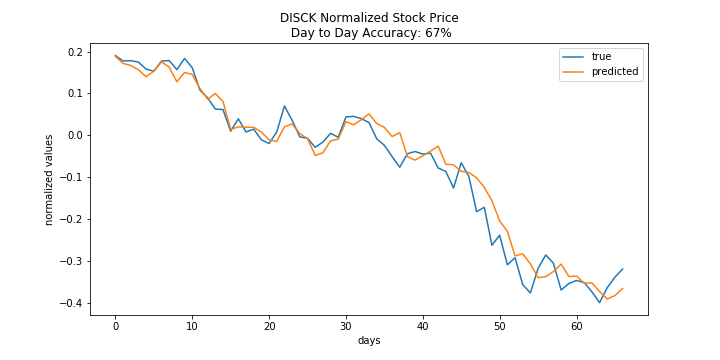 DISCK Normalized Stock Price
Day to Day Accuracy: 67%
true
predicted
normalized values
0.2
0.1
0.0
−0.1
−0.2
−0.3
−0.4
0
10
20
30
40
50
60
days